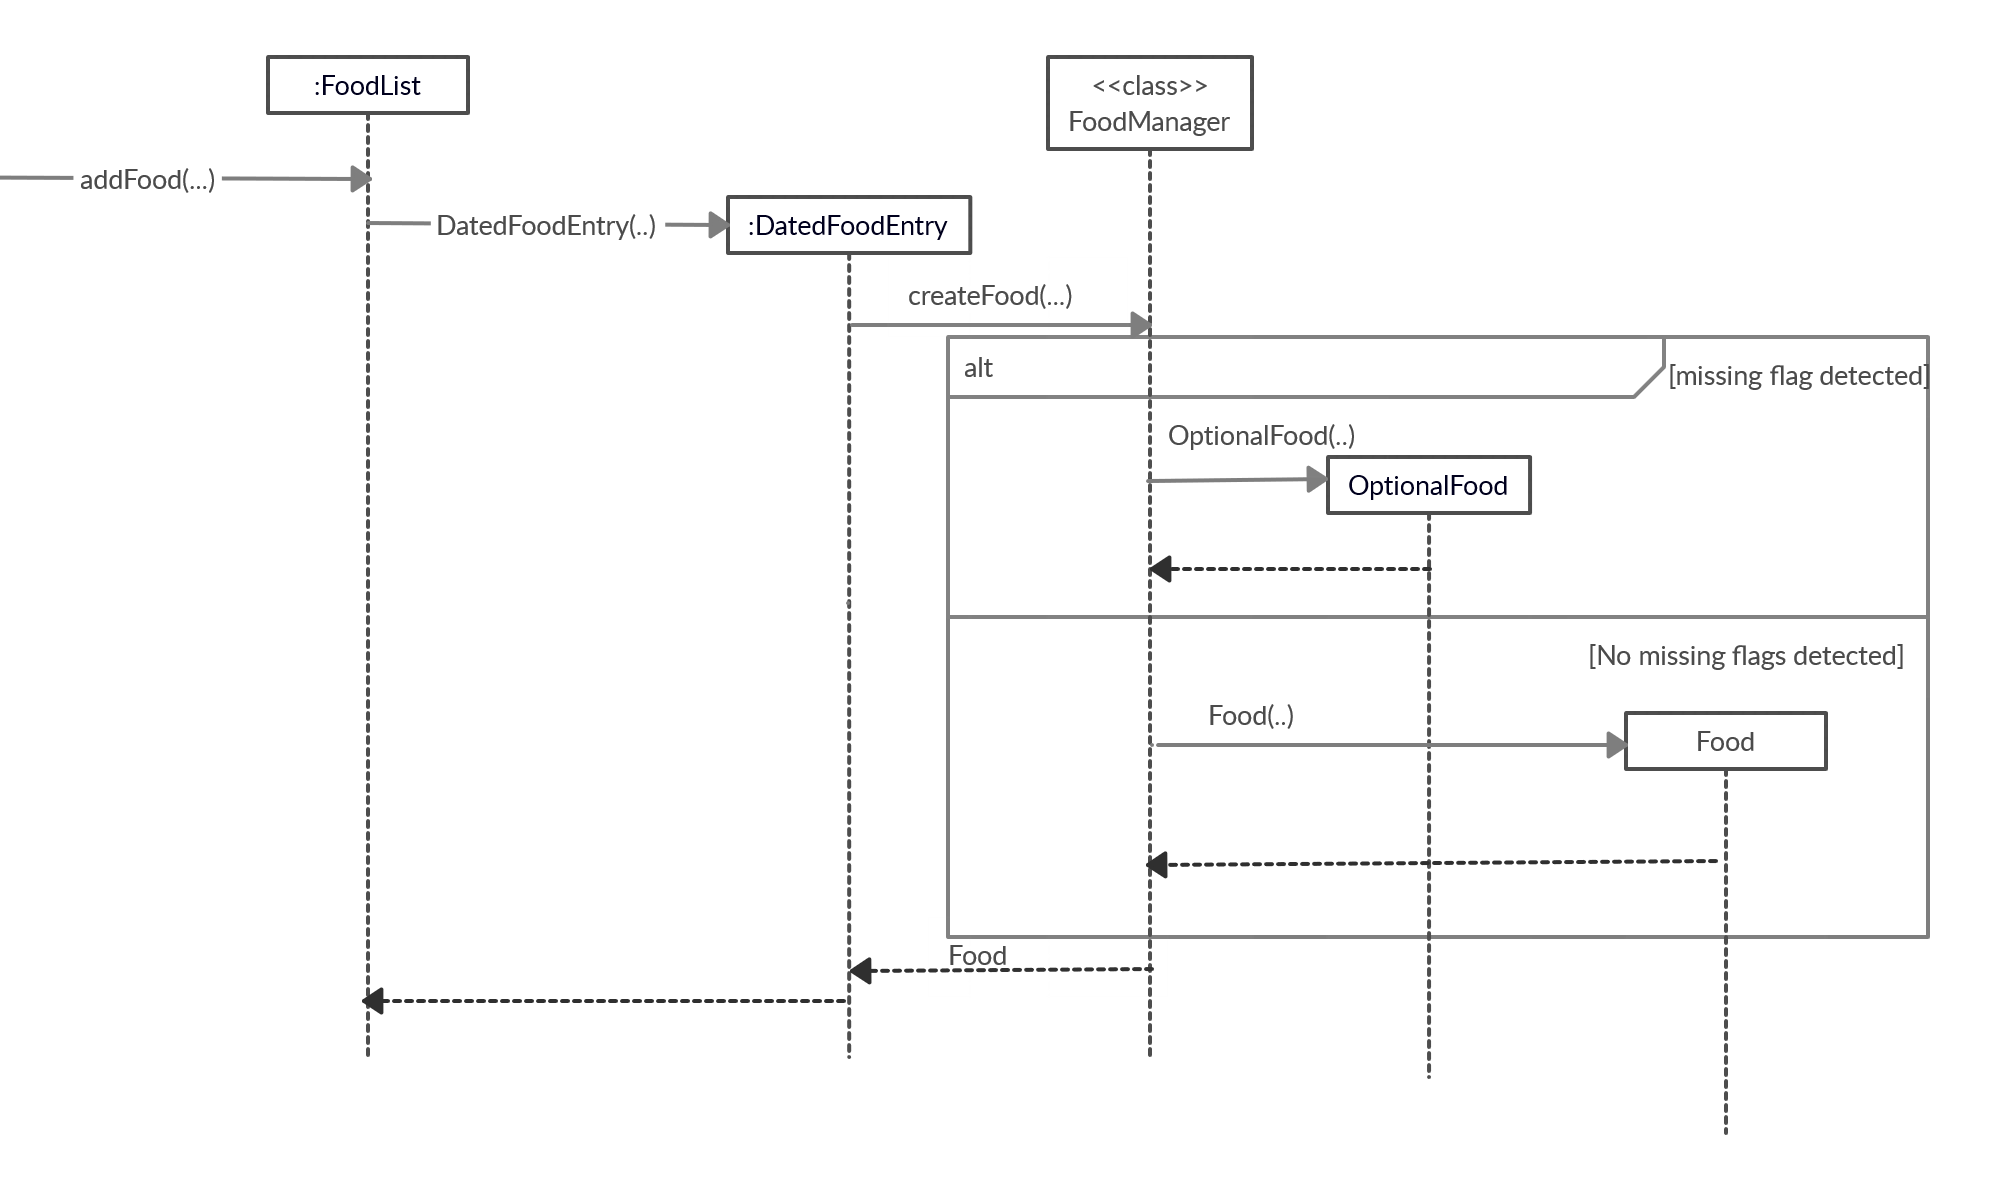 :FoodList
<<class>>
FoodManager
addFood(...)
DatedFoodEntry(..)
:DatedFoodEntry
createFood(...)
alt
[missing flag detected]
OptionalFood(..)
OptionalFood
[No missing flags detected]
Food(..)
Food
Food